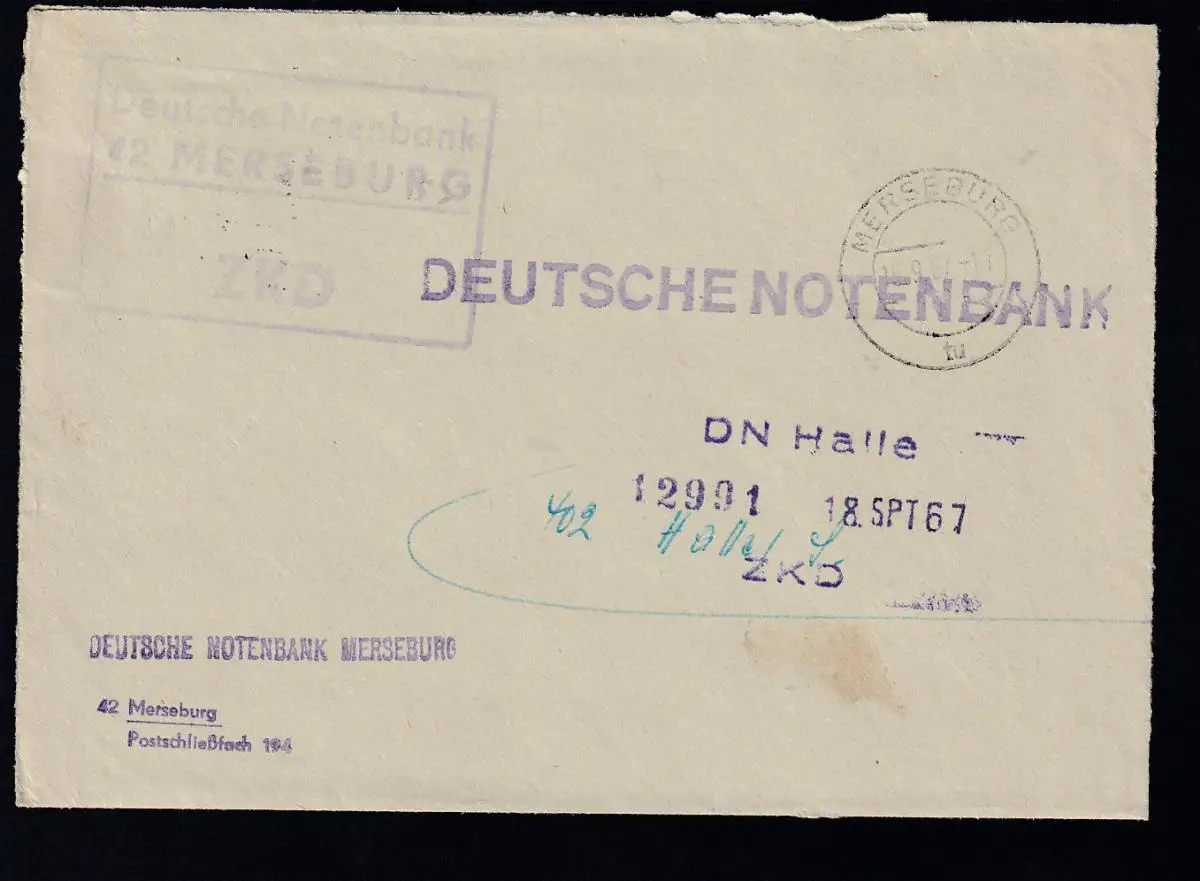 Deutsche Notenbank
42 MERSEBURG
ZKD
MERSEBURG
tu
DEUTSCHE NOTENBANK
DN Halle
12991 18.SPT67
402 Halle/S.
ZKD
DEUTSCHE NOTENBANK MERSEBURG
42 Merseburg
Postschließfach 194